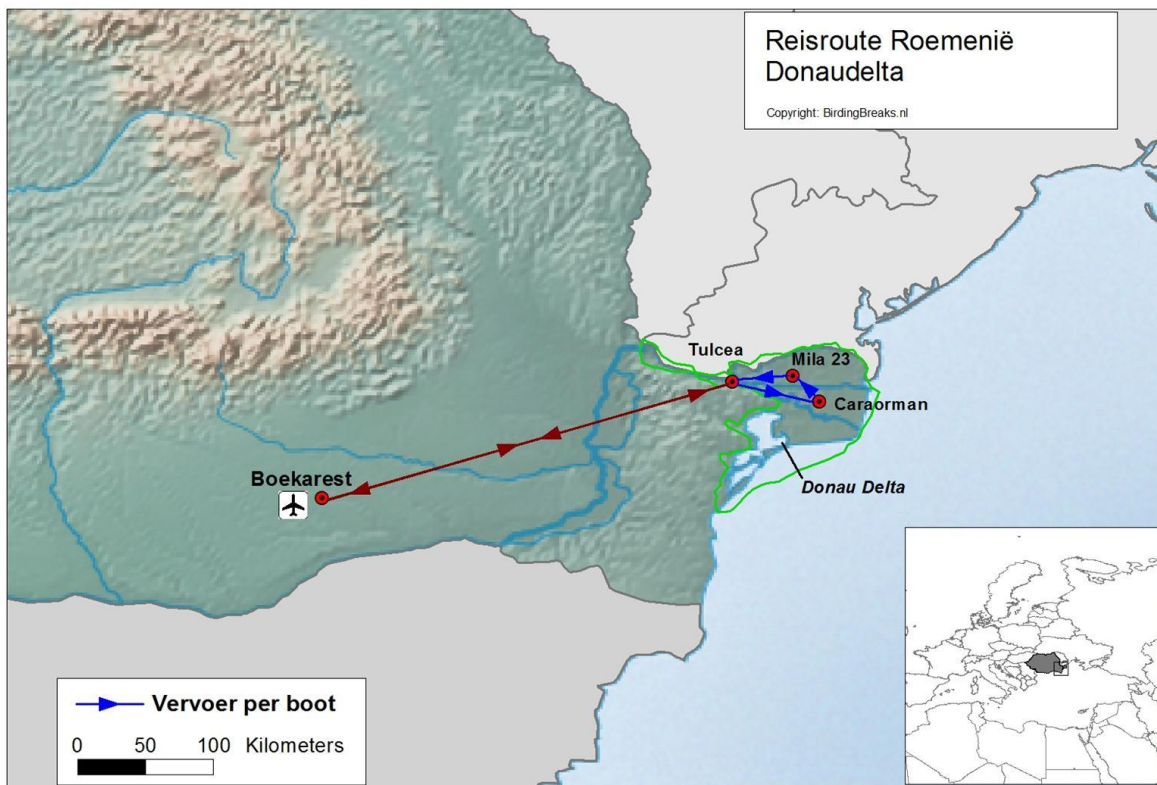 Reisroute Roemenië
Donaudelta
Copyright: BirdingBreaks.nl
Tulcea
Mila 23
Caraorman
Boekarest
Donau Delta
Vervoer per boot
0 50 100 Kilometers